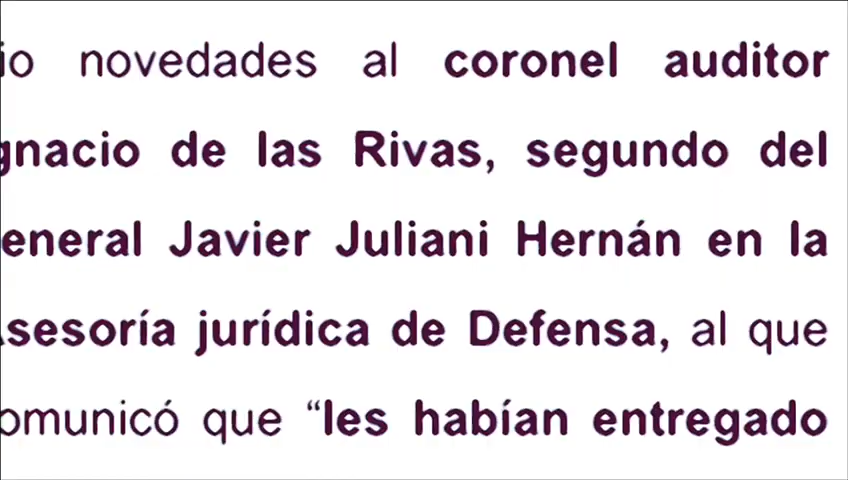 io novedades al coronel auditor
gnacio de las Rivas, segundo del
eneral Javier Juliani Hernán en la
sesoría jurídica de Defensa, al que
omunicó que “les habían entregado